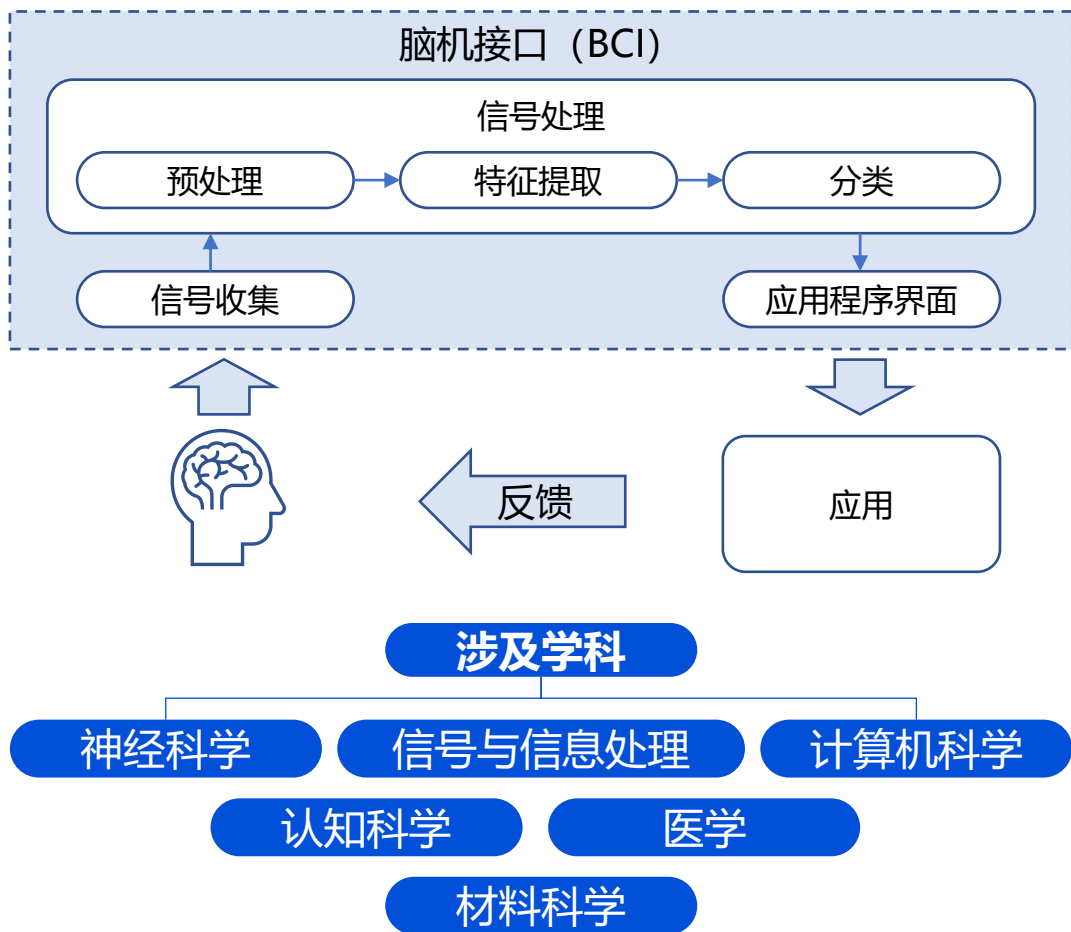 脑机接口（BCI）
信号处理
预处理
特征提取
分类
信号收集
应用程序界面
反馈
应用
涉及学科
神经科学
信号与信息处理
计算机科学
认知科学
医学
材料科学